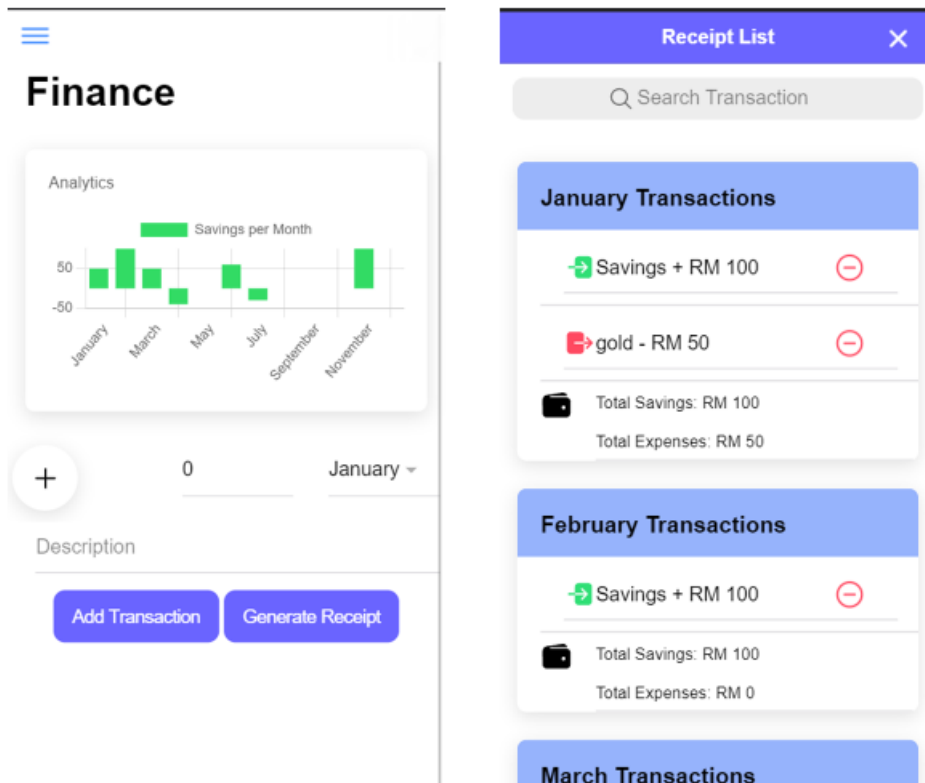 Finance
Analytics
Savings per Month
50
-50
January
March
May
July
September
November
+
0
January
Description
Add Transaction
Generate Receipt
Receipt List
Search Transaction
January Transactions
Savings + RM 100
gold - RM 50
Total Savings: RM 100
Total Expenses: RM 50
February Transactions
Savings + RM 100
Total Savings: RM 100
Total Expenses: RM 0
March Transactions